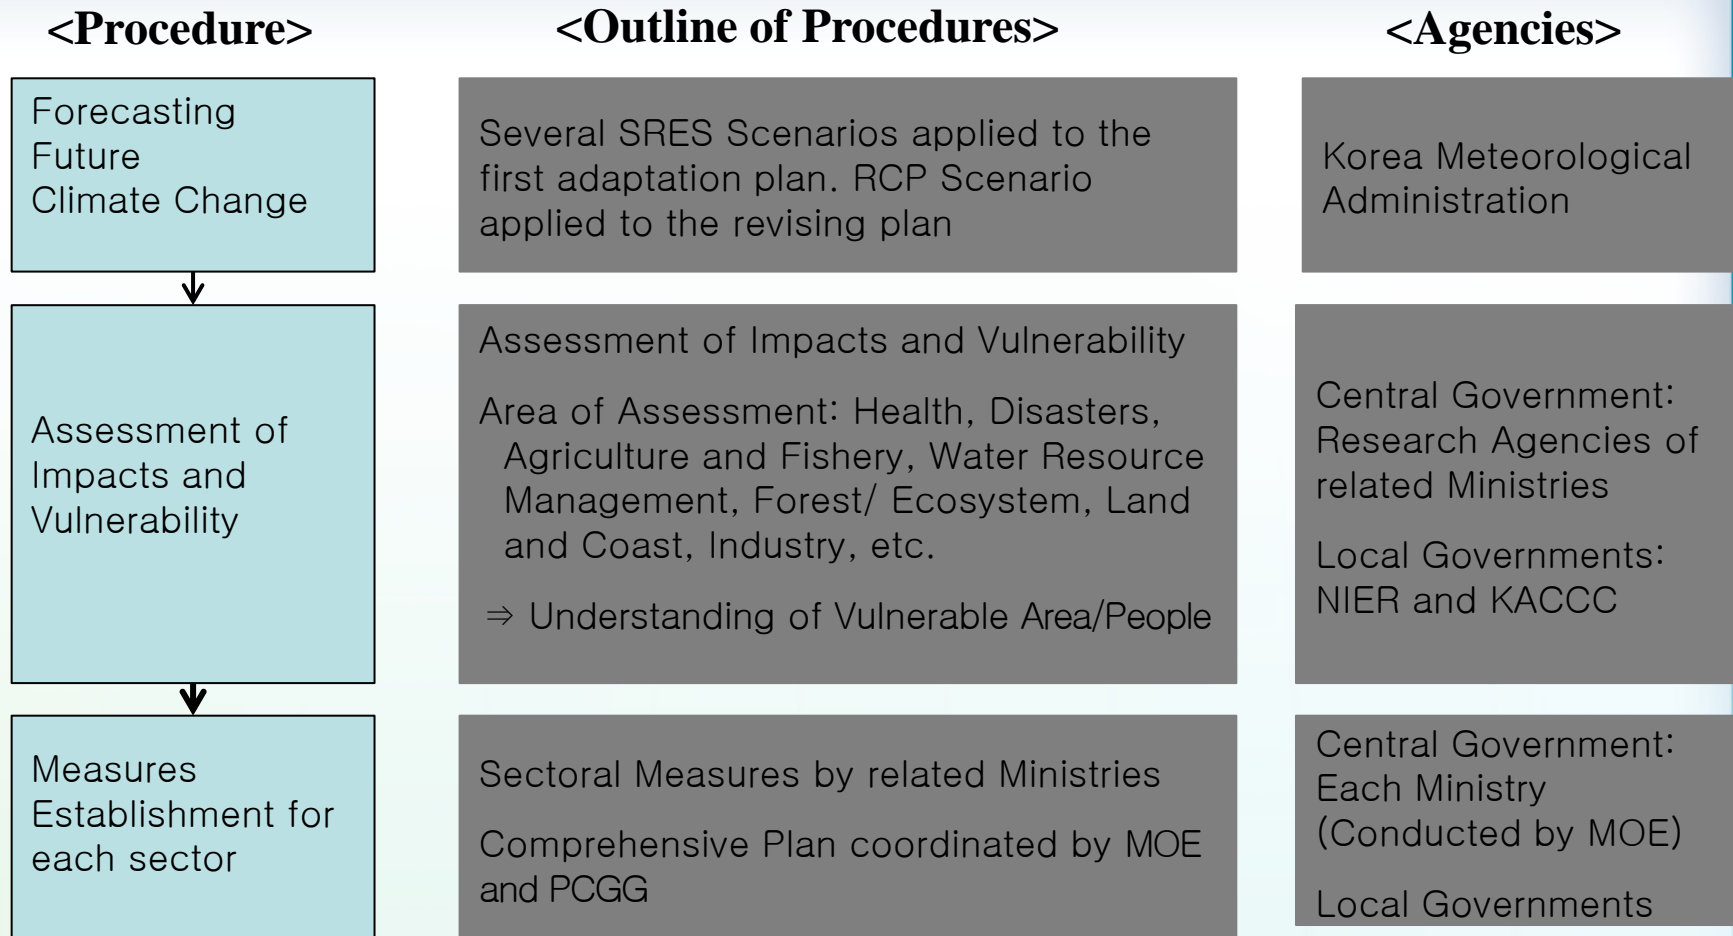 <Procedure>
<Outline of Procedures>
<Agencies>
Forecasting
Future
Climate Change
Several SRES Scenarios applied to the
first adaptation plan. RCP Scenario
applied to the revising plan
Korea Meteorological
Administration
Assessment of
Impacts and
Vulnerability
Assessment of Impacts and Vulnerability
Area of Assessment: Health, Disasters,
Agriculture and Fishery, Water Resource
Management, Forest/ Ecosystem, Land
and Coast, Industry, etc.
⇒ Understanding of Vulnerable Area/People
Central Government:
Research Agencies of
related Ministries
Local Governments:
NIER and KACCC
Measures
Establishment for
each sector
Sectoral Measures by related Ministries
Comprehensive Plan coordinated by MOE
and PCGG
Central Government:
Each Ministry
(Conducted by MOE)
Local Governments